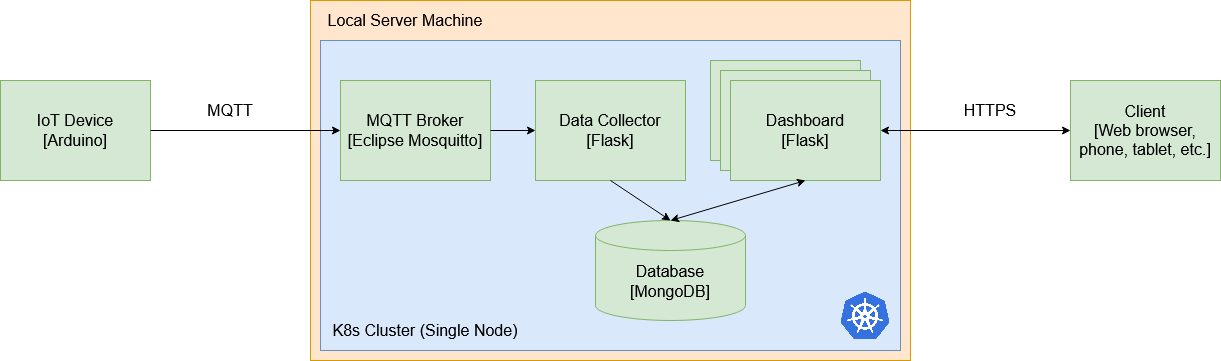 Local Server Machine
IoT Device
[Arduino]
MQTT
MQTT Broker
[Eclipse Mosquitto]
Data Collector
[Flask]
Dashboard
[Flask]
HTTPS
Client
[Web browser,
phone, tablet, etc.]
Database
[MongoDB]
K8s Cluster (Single Node)